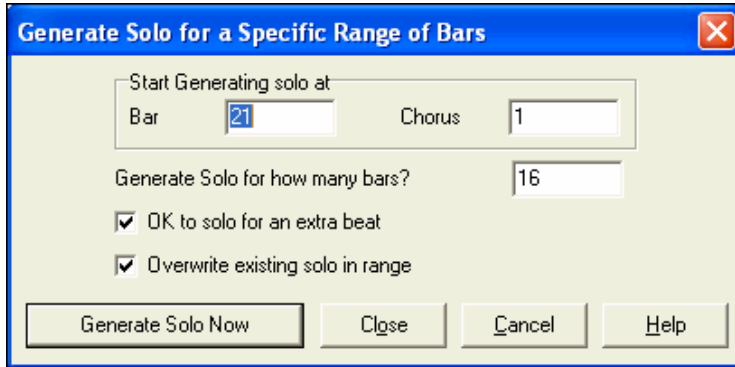 Generate Solo for a Specific Range of Bars
Start Generating solo at
Bar 21 Chorus 1
Generate Solo for how many bars? 16
OK to solo for an extra beat
Overwrite existing solo in range
Generate Solo Now Close Cancel Help